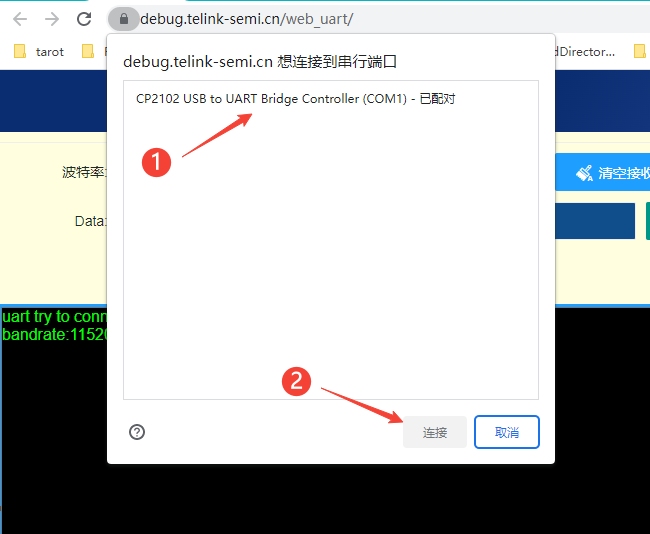 debug.telink-semi.cn/web_uart/
tarot
dDirector...
debug.telink-semi.cn 想连接到串行端口
CP2102 USB to UART Bridge Controller (COM1) - 已配对
1
波特率:
清空接收
Data:
uart try to conn
bandrate:11520
2
连接
取消